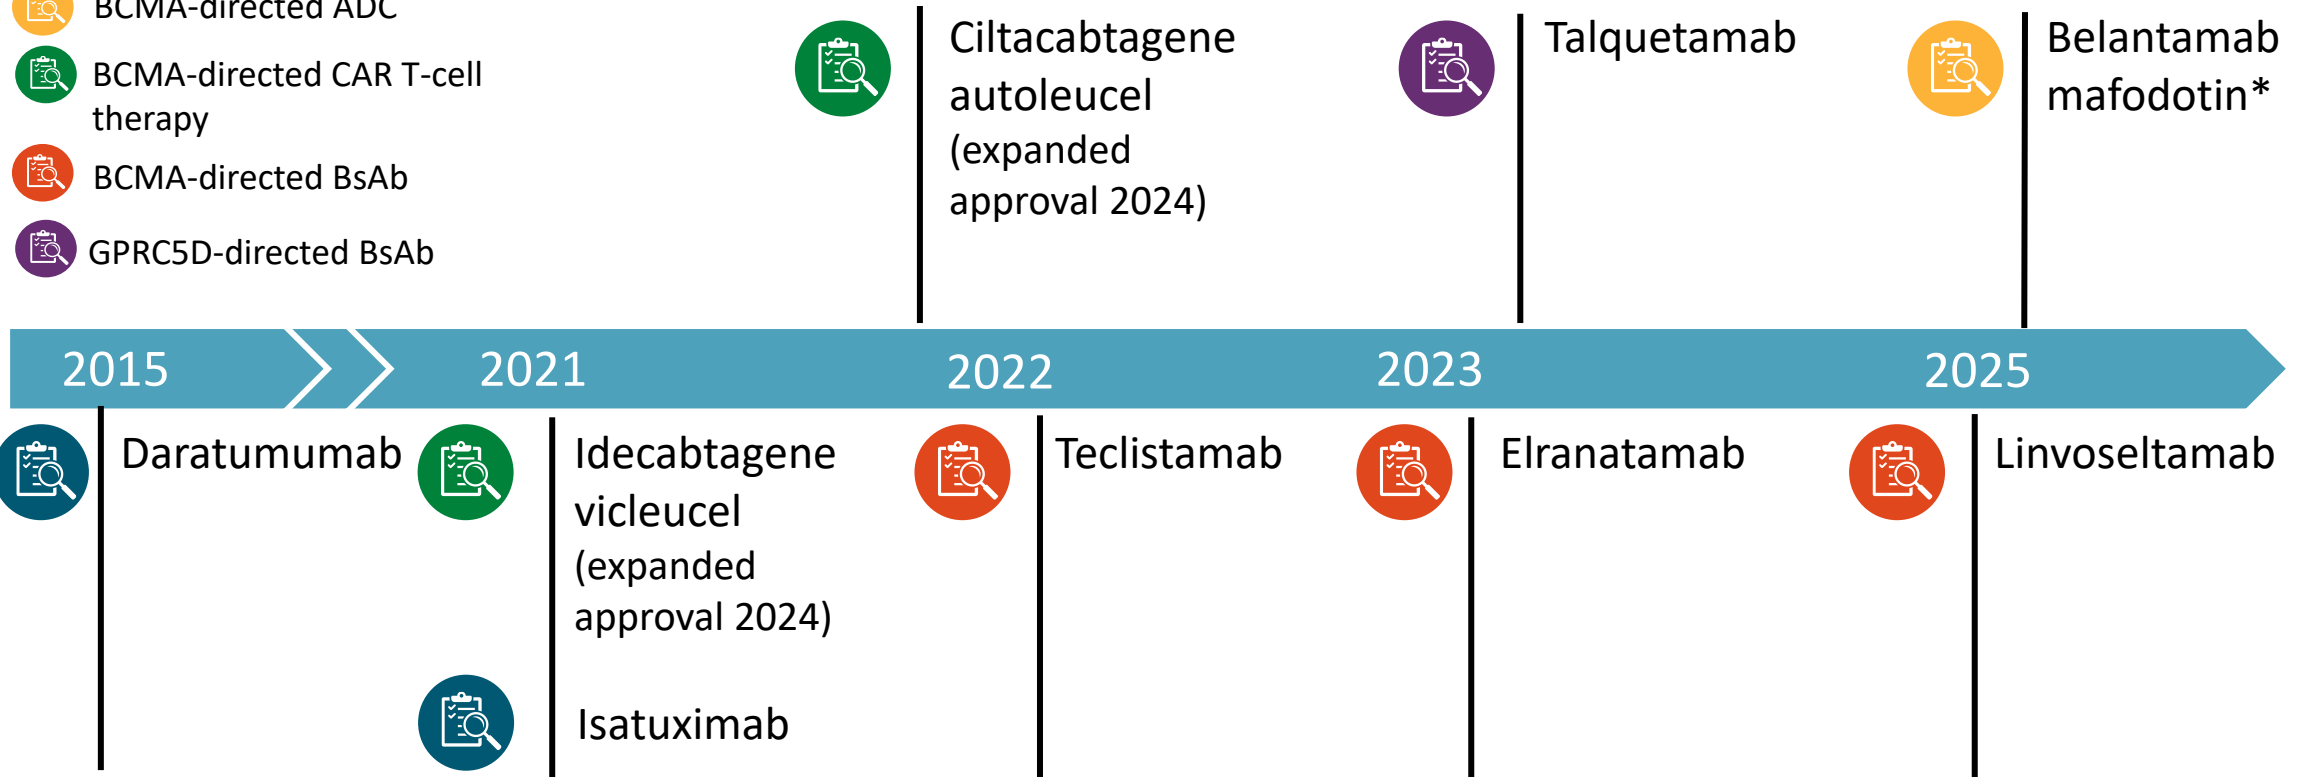 BCMA-directed ADC
BCMA-directed CAR T-cell
therapy
BCMA-directed BsAb
GPRC5D-directed BsAb
Ciltacabtagene
autoleucel
(expanded
approval 2024)
Talquetamab
Belantamab
mafodotin*
2015
2021
2022
2023
2025
Daratumumab
Idecabtagene
vicleucel
(expanded
approval 2024)
Isatuximab
Teclistamab
Elranatamab
Linvoseltamab